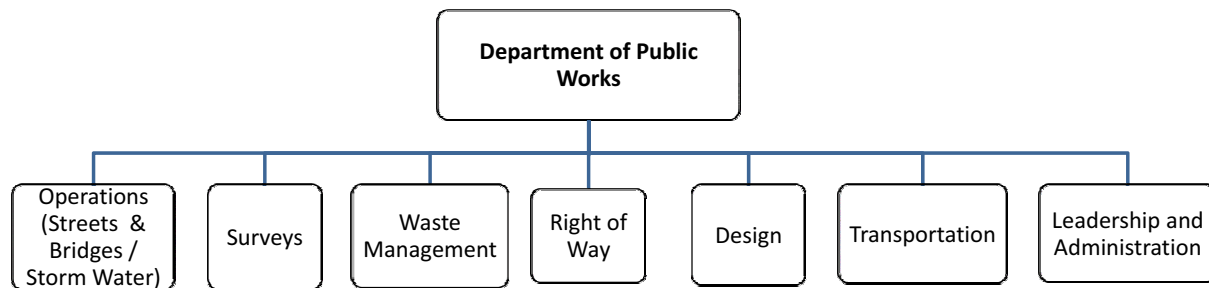 Department of Public
Works
Operations
(Streets & 
Bridges /
Storm Water)
Surveys
Waste
Management
Right of
Way
Design
Transportation
Leadership and
Administration